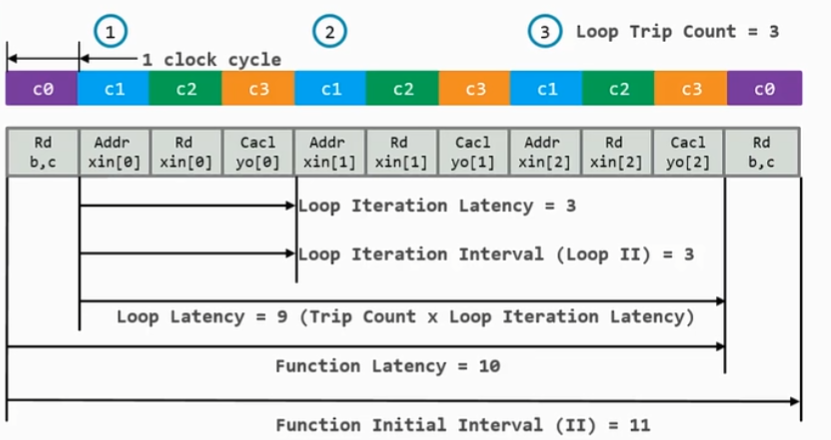 1 2 3 Loop Trip Count = 3
1 clock cycle
c0 c1 c2 c3 c1 c2 c3 c1 c2 c3 c0
Rd Addr Rd Cacl Addr Rd Cacl Addr Rd Cacl Rd
b,c xin[0] xin[0] yo[0] xin[1] xin[1] yo[1] xin[2] xin[2] yo[2] b,c
Loop Iteration Latency = 3
Loop Iteration Interval (Loop II) = 3
Loop Latency = 9 (Trip Count x Loop Iteration Latency)
Function Latency = 10
Function Initial Interval (II) = 11